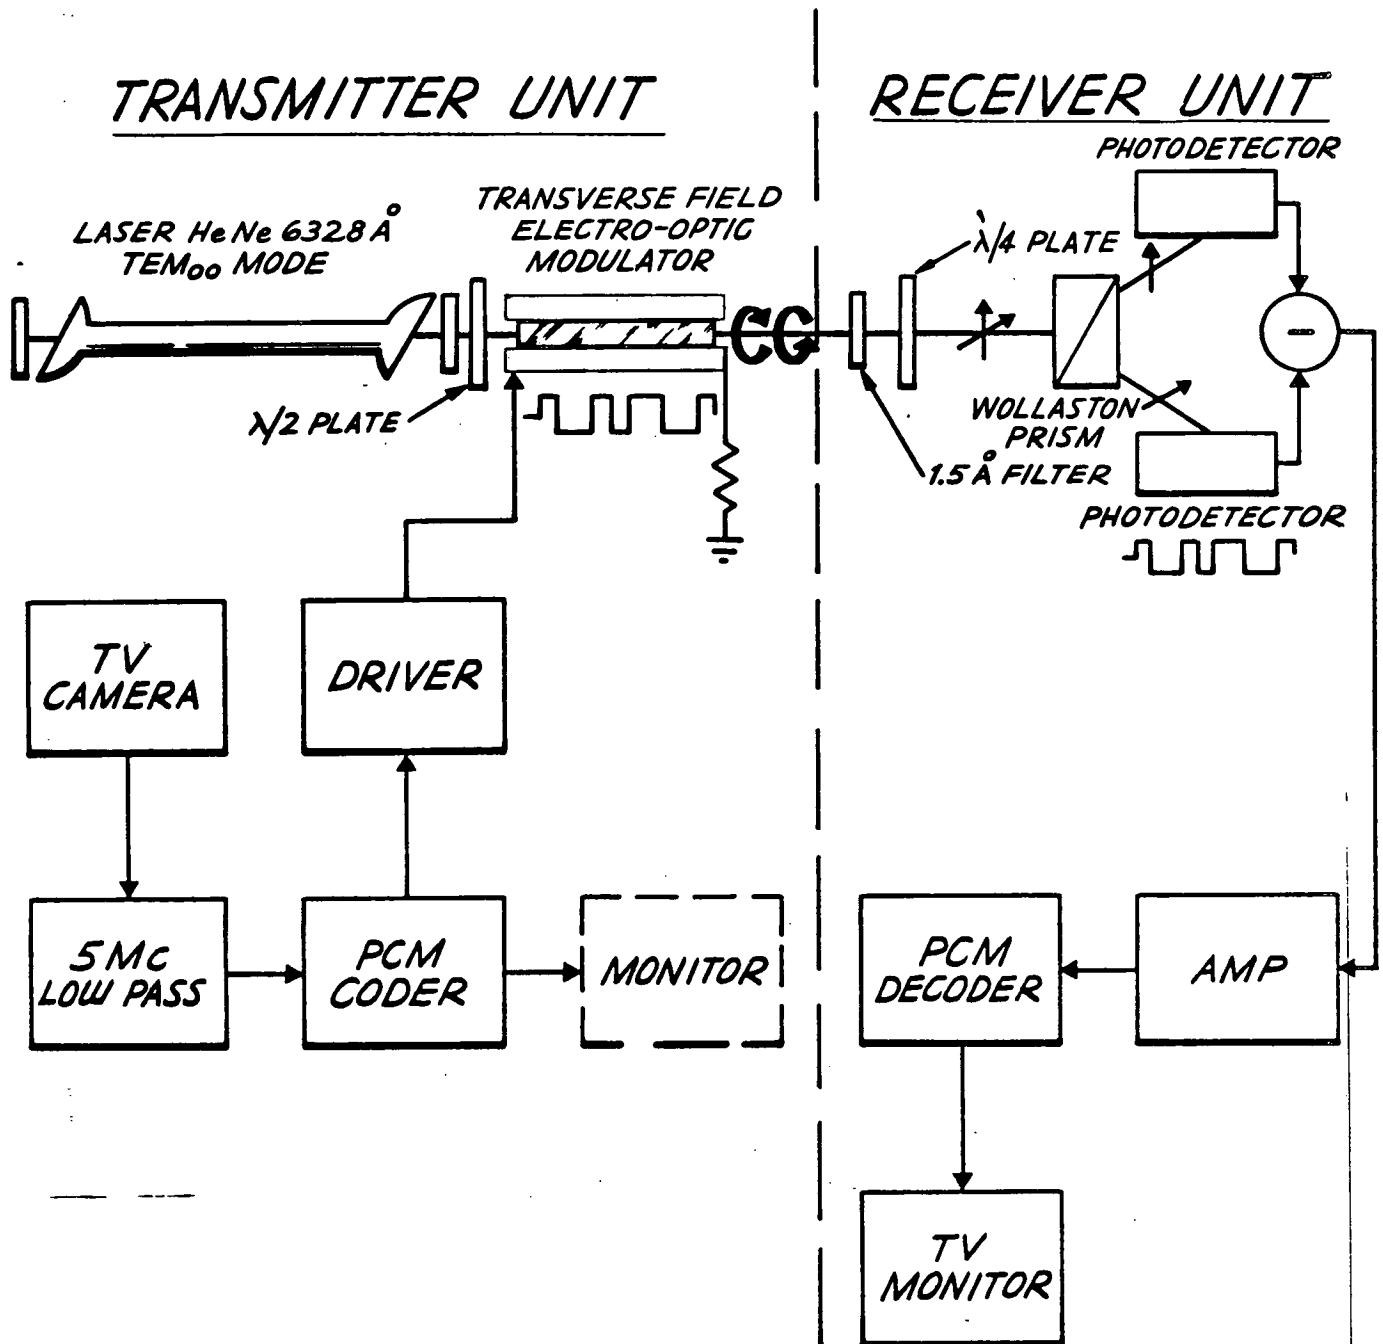 TRANSMITTER UNIT
RECEIVER UNIT
PHOTODETECTOR
LASER HeNe 6328 Å
TEM₀₀ MODE
TRANSVERSE FIELD
ELECTRO-OPTIC
MODULATOR
λ/4 PLATE
λ/2 PLATE
WOLLASTON
PRISM
1.5 Å FILTER
PHOTODETECTOR
TV
CAMERA
DRIVER
5 Mc
LOW PASS
PCM
CODER
MONITOR
PCM
DECODER
AMP
TV
MONITOR